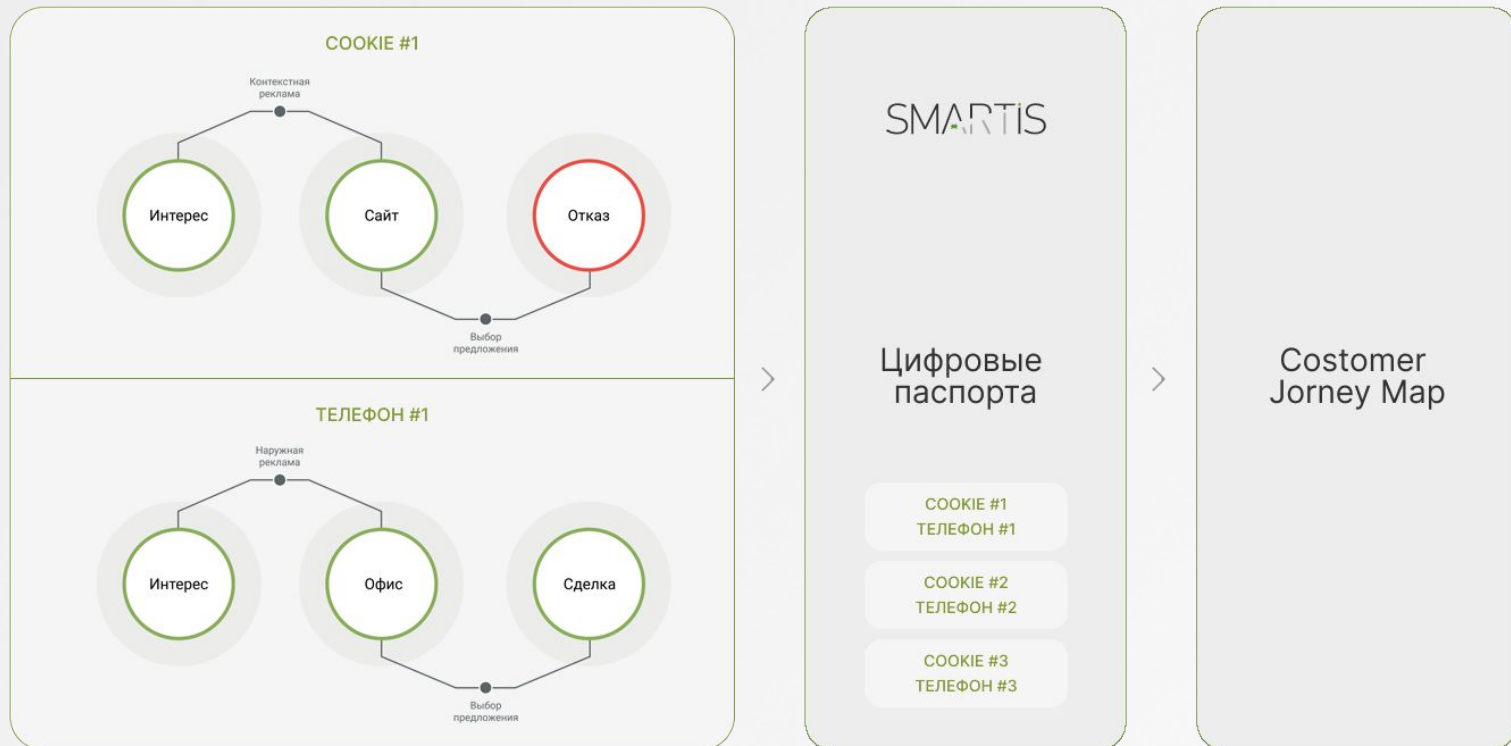 COOKIE #1
Контекстная
реклама
Интерес
Сайт
Отказ
Выбор
предложения
ТЕЛЕФОН #1
Наружная
реклама
Интерес
Офис
Сделка
Выбор
предложения
SMARTiS
Цифровые
паспорта
COOKIE #1
ТЕЛЕФОН #1
COOKIE #2
ТЕЛЕФОН #2
COOKIE #3
ТЕЛЕФОН #3
Costomer
Jorney Map